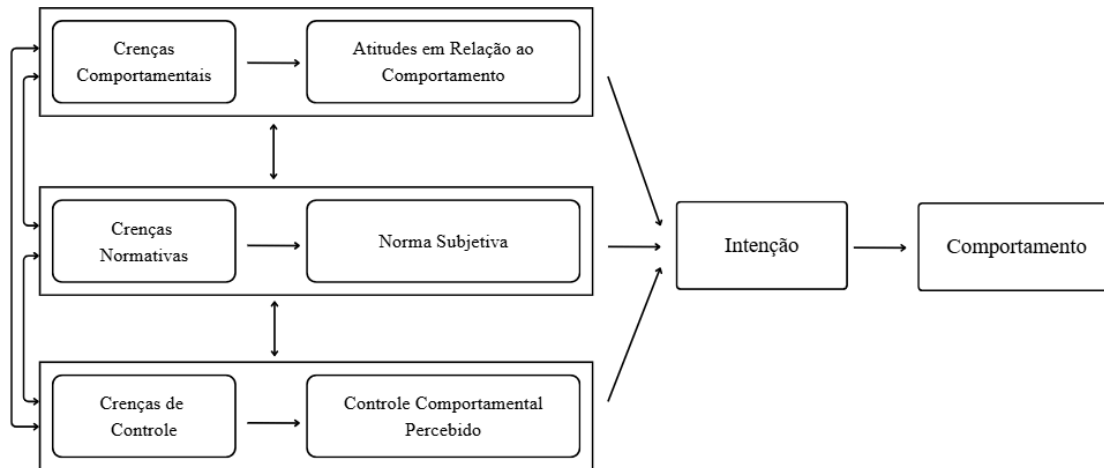 Crenças
Comportamentais
Atitudes em Relação ao
Comportamento
Crenças
Normativas
Norma Subjetiva
Intenção
Comportamento
Crenças de
Controle
Controle Comportamental
Percebido